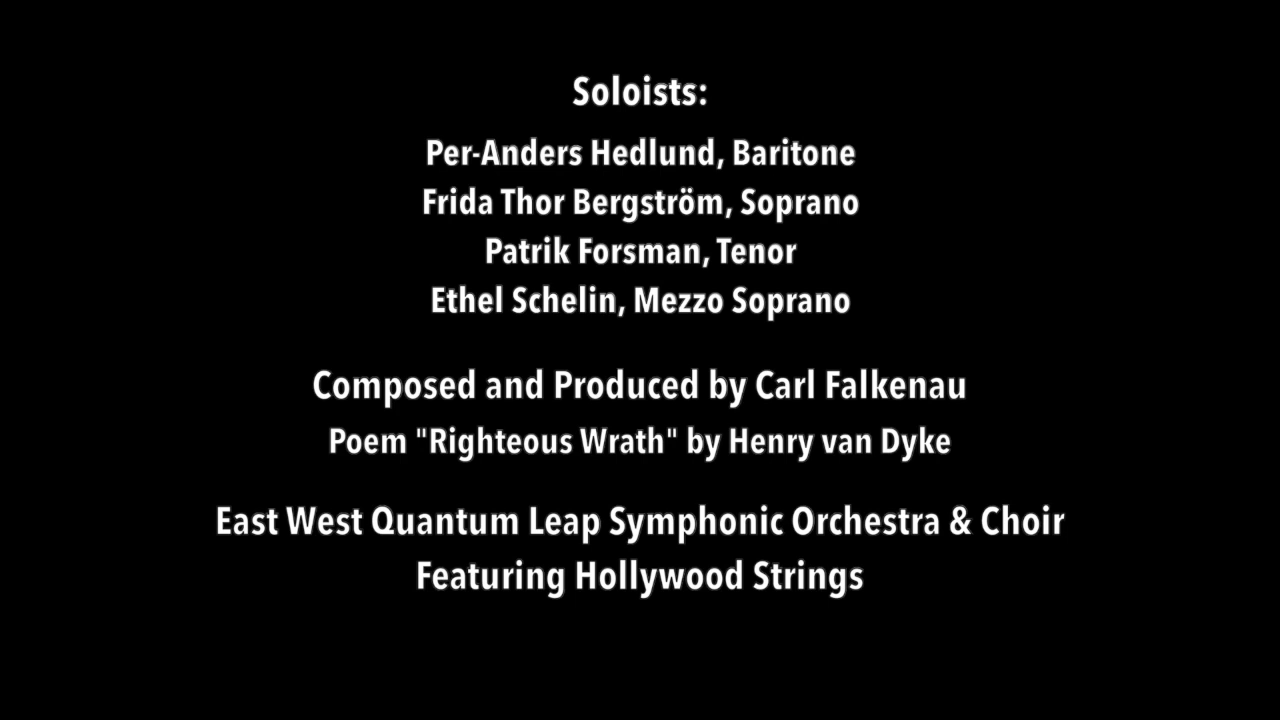 Soloists:
Per-Anders Hedlund, Baritone
Frida Thor Bergström, Soprano
Patrik Forsman, Tenor
Ethel Schelin, Mezzo Soprano
Composed and Produced by Carl Falkenau
Poem "Righteous Wrath" by Henry van Dyke
East West Quantum Leap Symphonic Orchestra & Choir
Featuring Hollywood Strings